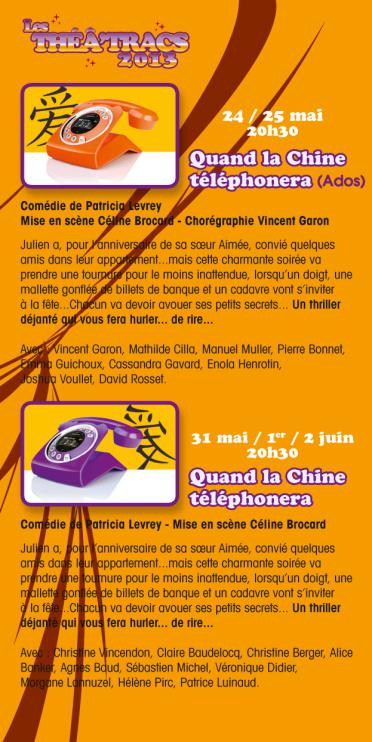 Les
THÉÂ'TRACS
2013
爱
24 / 25 mai
20h30
Quand la Chine
téléphonera (Ados)
Comédie de Patricia Levrey
Mise en scène Céline Brocard - Chorégraphie Vincent Garon
Julien a, pour l'anniversaire de sa sœur Aimée, convié quelques
amis dans leur appartement...mais cette charmante soirée va
prendre une tournure pour le moins inattendue, lorsqu'un doigt, une
mallette gonflée de billets de banque et un cadavre vont s'inviter
à la fête...Chacun va devoir avouer ses petits secrets... Un thriller
déjanté qui vous fera hurler... de rire...
Avec : Vincent Garon, Mathilde Cilla, Manuel Muller, Pierre Bonnet,
Emma Guichoux, Cassandra Gavard, Enola Henrotin,
Joshua Voullet, David Rosset.
愛
31 mai / 1er / 2 juin
20h30
Quand la Chine
téléphonera
Comédie de Patricia Levrey - Mise en scène Céline Brocard
Julien a, pour l'anniversaire de sa sœur Aimée, convié quelques
amis dans leur appartement...mais cette charmante soirée va
prendre une tournure pour le moins inattendue, lorsqu'un doigt, une
mallette gonflée de billets de banque et un cadavre vont s'inviter
à la fête...Chacun va devoir avouer ses petits secrets... Un thriller
déjanté qui vous fera hurler... de rire...
Avec : Christine Vincendon, Claire Baudelocq, Christine Berger, Alice
Banker, Agnès Baud, Sébastien Michel, Véronique Didier,
Morgane Lannuzel, Hélène Pirc, Patrice Luinaud.